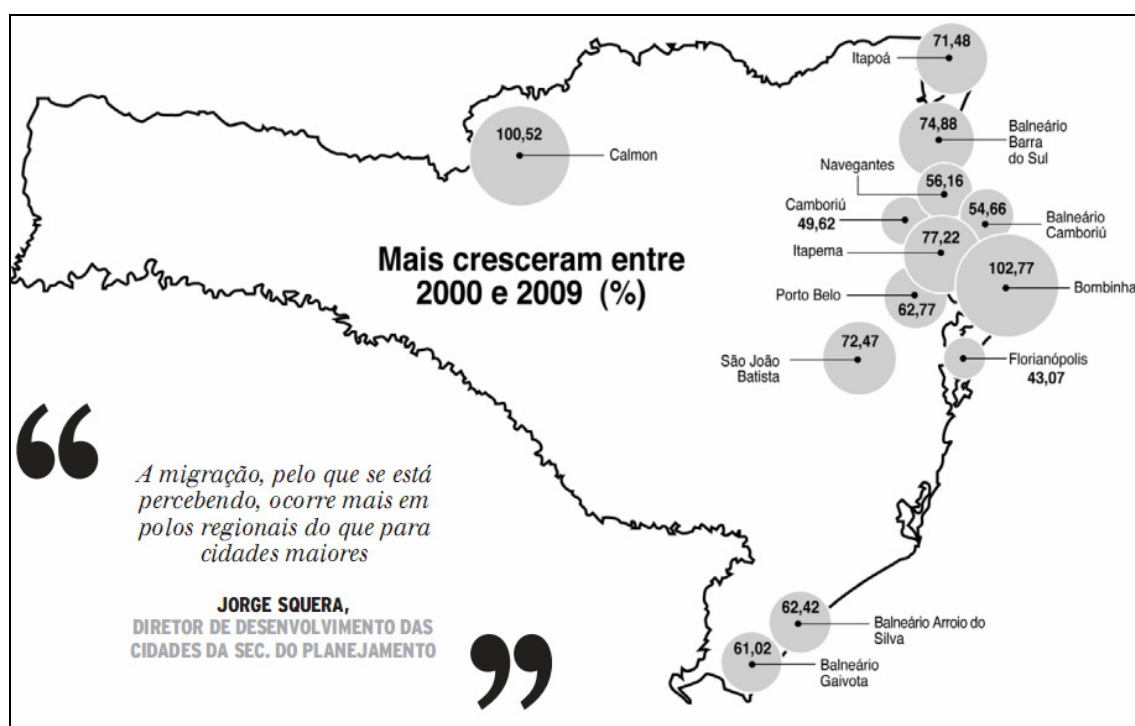 71,48
Itapoá
74,88
Balneário
Barra
do Sul
100,52
Calmon
Navegantes
56,16
Camboriú
49,62
54,66
Balneário
Camboriú
Itapema
77,22
Mais cresceram entre
2000 e 2009 (%)
102,77
Bombinha
Porto Belo
62,77
72,47
São João
Batista
Florianópolis
43,07
“
A migração, pelo que se está
percebendo, ocorre mais em
polos regionais do que para
cidades maiores
JORGE SQUERA,
DIRETOR DE DESENVOLVIMENTO DAS
CIDADES DA SEC. DO PLANEJAMENTO
”
62,42
Balneário Arroio do
Silva
61,02
Balneário
Gaivota